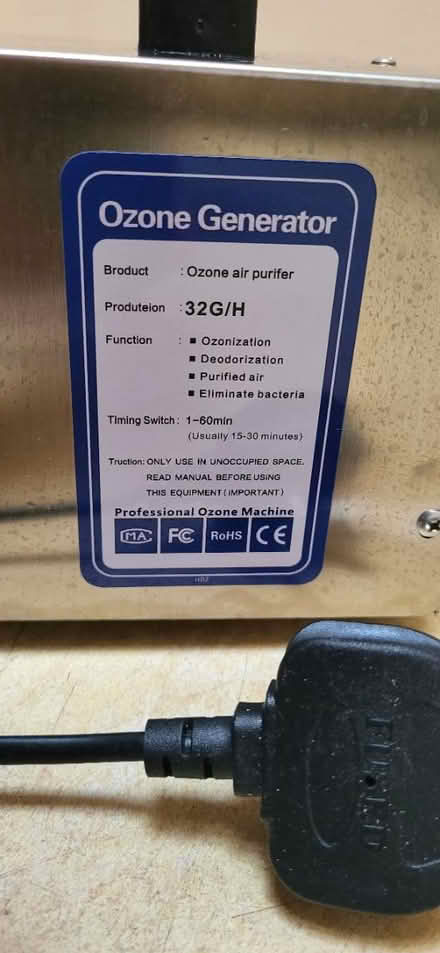 Ozone Generator
Broduct : Ozone air purifer
Produteion : 32G/H
Function : ■ Ozonization
■ Deodorization
■ Purified air
■ Eliminate bacteria
Timing Switch : 1-60min
(Usually 15-30 minutes)
Truction: ONLY USE IN UNOCCUPIED SPACE.
READ MANUAL BEFORE USING
THIS EQUIPMENT ( IMPORTANT )
Professional Ozone Machine
MA FC RoHS CE